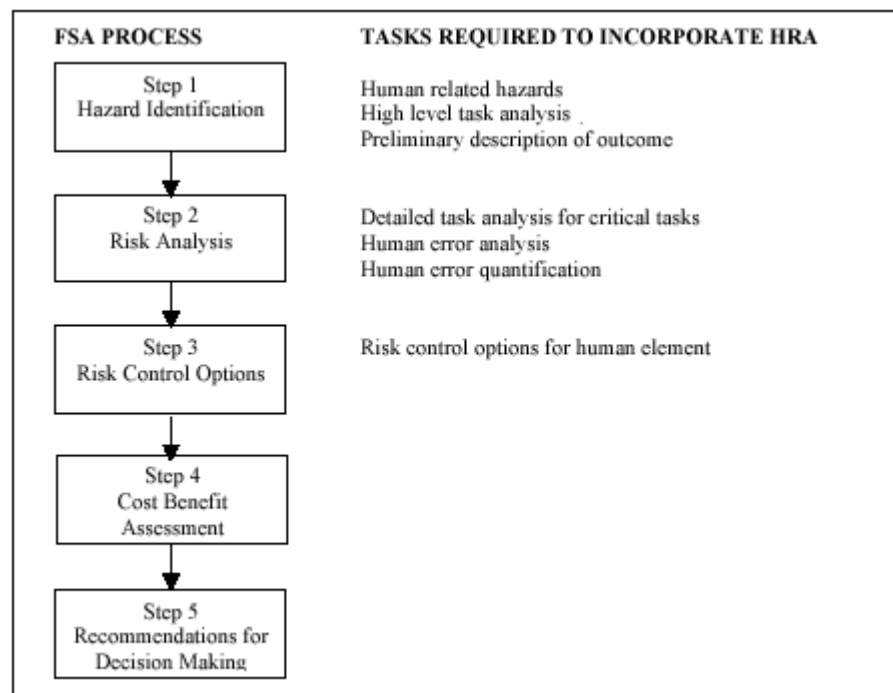 FSA PROCESS
TASKS REQUIRED TO INCORPORATE HRA
Step 1
Hazard Identification
Human related hazards
High level task analysis
Preliminary description of outcome
Step 2
Risk Analysis
Detailed task analysis for critical tasks
Human error analysis
Human error quantification
Step 3
Risk Control Options
Risk control options for human element
Step 4
Cost Benefit
Assessment
Step 5
Recommendations for
Decision Making